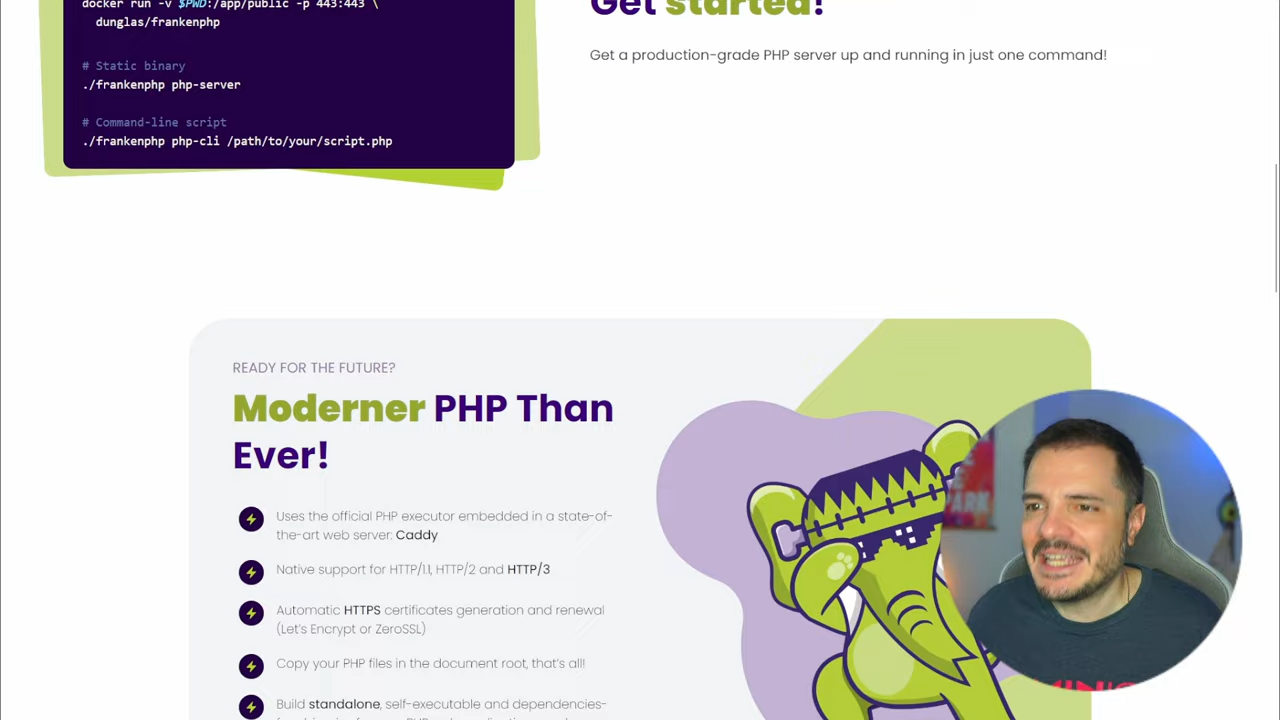 docker run -v $PWD:/app/public -p 443:443 \
dunglas/frankenphp
# Static binary
./frankenphp php-server
# Command-line script
./frankenphp php-cli /path/to/your/script.php
Get started!
Get a production-grade PHP server up and running in just one command!
READY FOR THE FUTURE?
Moderner PHP Than
Ever!
Uses the official PHP executor embedded in a state-of-
the-art web server: Caddy
Native support for HTTP/1.1, HTTP/2 and HTTP/3
Automatic HTTPS certificates generation and renewal
(Let's Encrypt or ZeroSSL)
Copy your PHP files in the document root, that's all!
Build standalone, self-executable and dependencies-